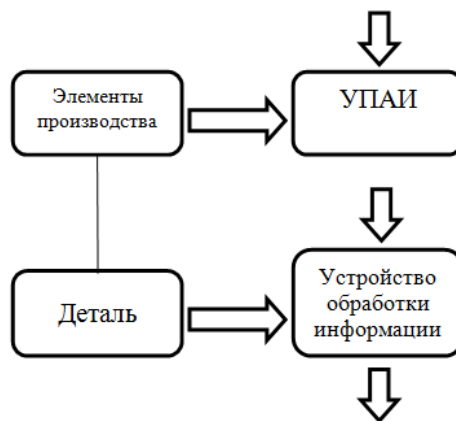 Элементы
производства
УПАИ
Деталь
Устройство
обработки
информации